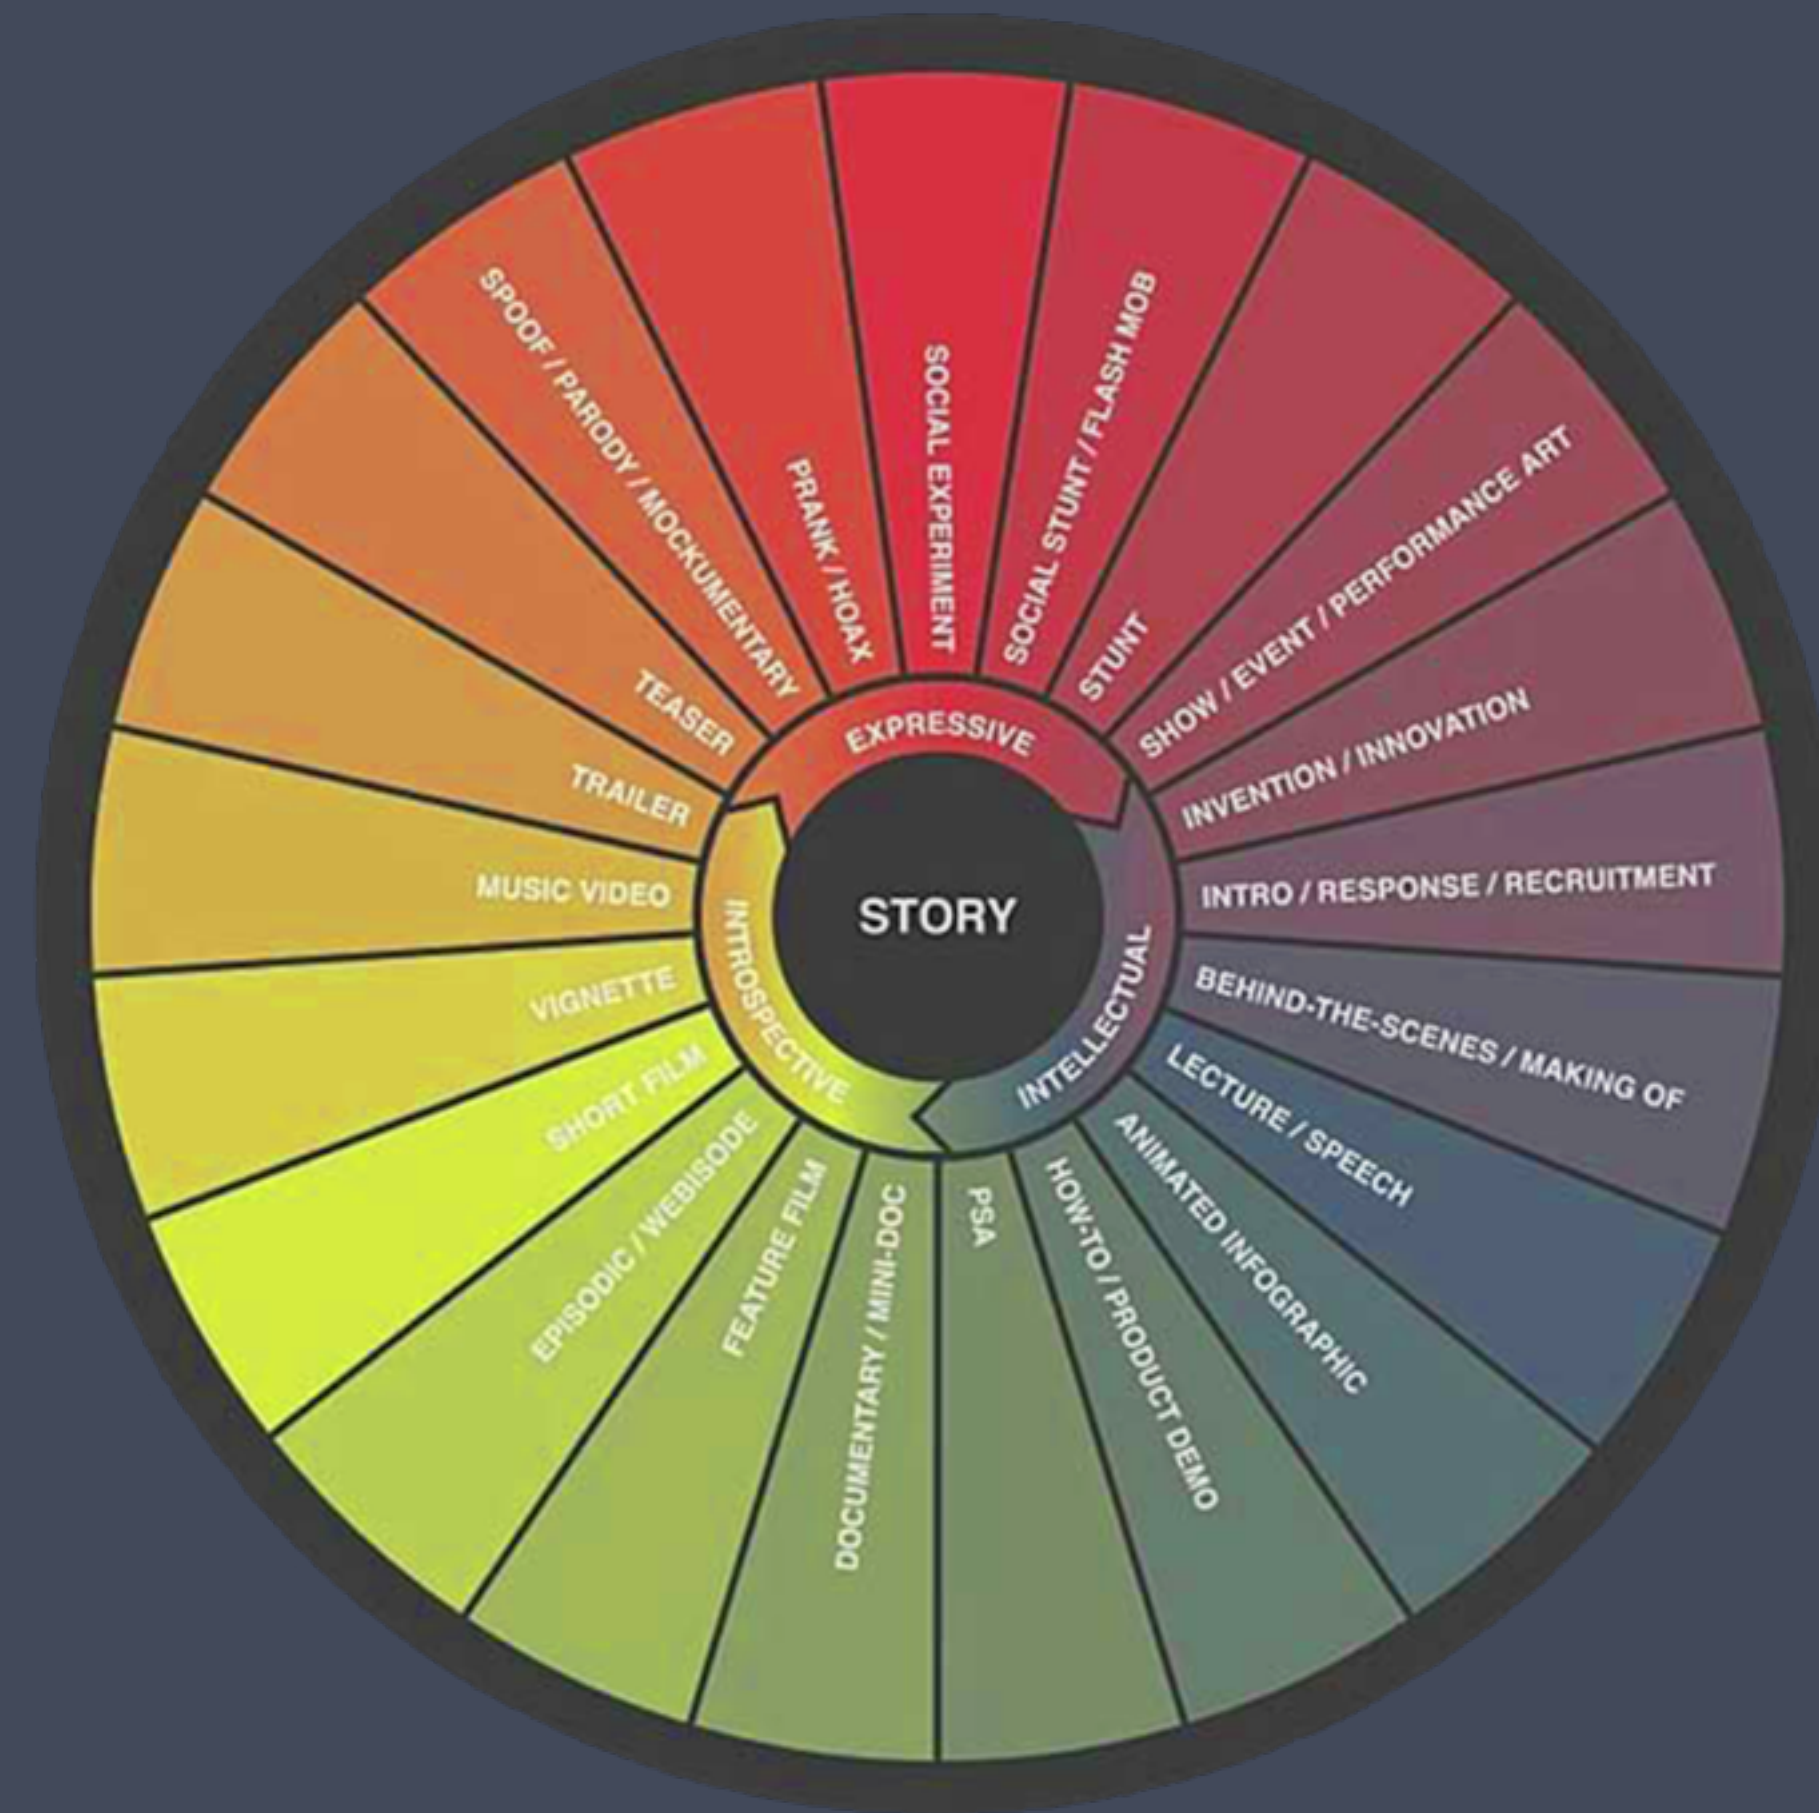 STORY
EXPRESSIVE
INTELLECTUAL
INTROSPECTIVE
SOCIAL EXPERIMENT
SOCIAL STUNT / FLASH MOB
STUNT
SHOW / EVENT / PERFORMANCE ART
INVENTION / INNOVATION
INTRO / RESPONSE / RECRUITMENT
BEHIND-THE-SCENES / MAKING OF
LECTURE / SPEECH
ANIMATED INFOGRAPHIC
HOW-TO / PRODUCT DEMO
PSA
DOCUMENTARY / MINI-DOC
FEATURE FILM
EPISODIC / WEBISODE
SHORT FILM
VIGNETTE
MUSIC VIDEO
TRAILER
TEASER
SPOOF / PARODY / MOCKUMENTARY
PRANK / HOAX